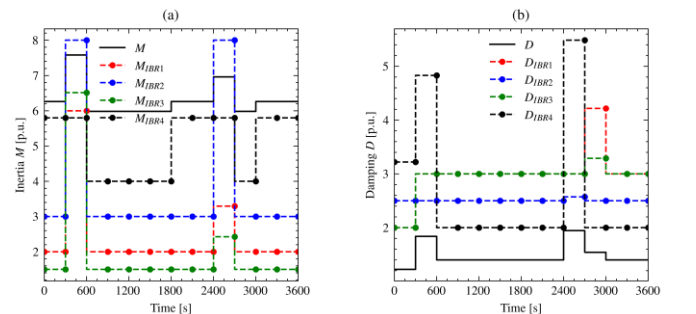 (a)
8
7
6
5
4
3
2
Inertia M [p.u.]
M
M_IBR1
M_IBR2
M_IBR3
M_IBR4
0 600 1200 1800 2400 3000 3600
Time [s]
(b)
5
4
3
2
Damping D [p.u.]
D
D_IBR1
D_IBR2
D_IBR3
D_IBR4
0 600 1200 1800 2400 3000 3600
Time [s]